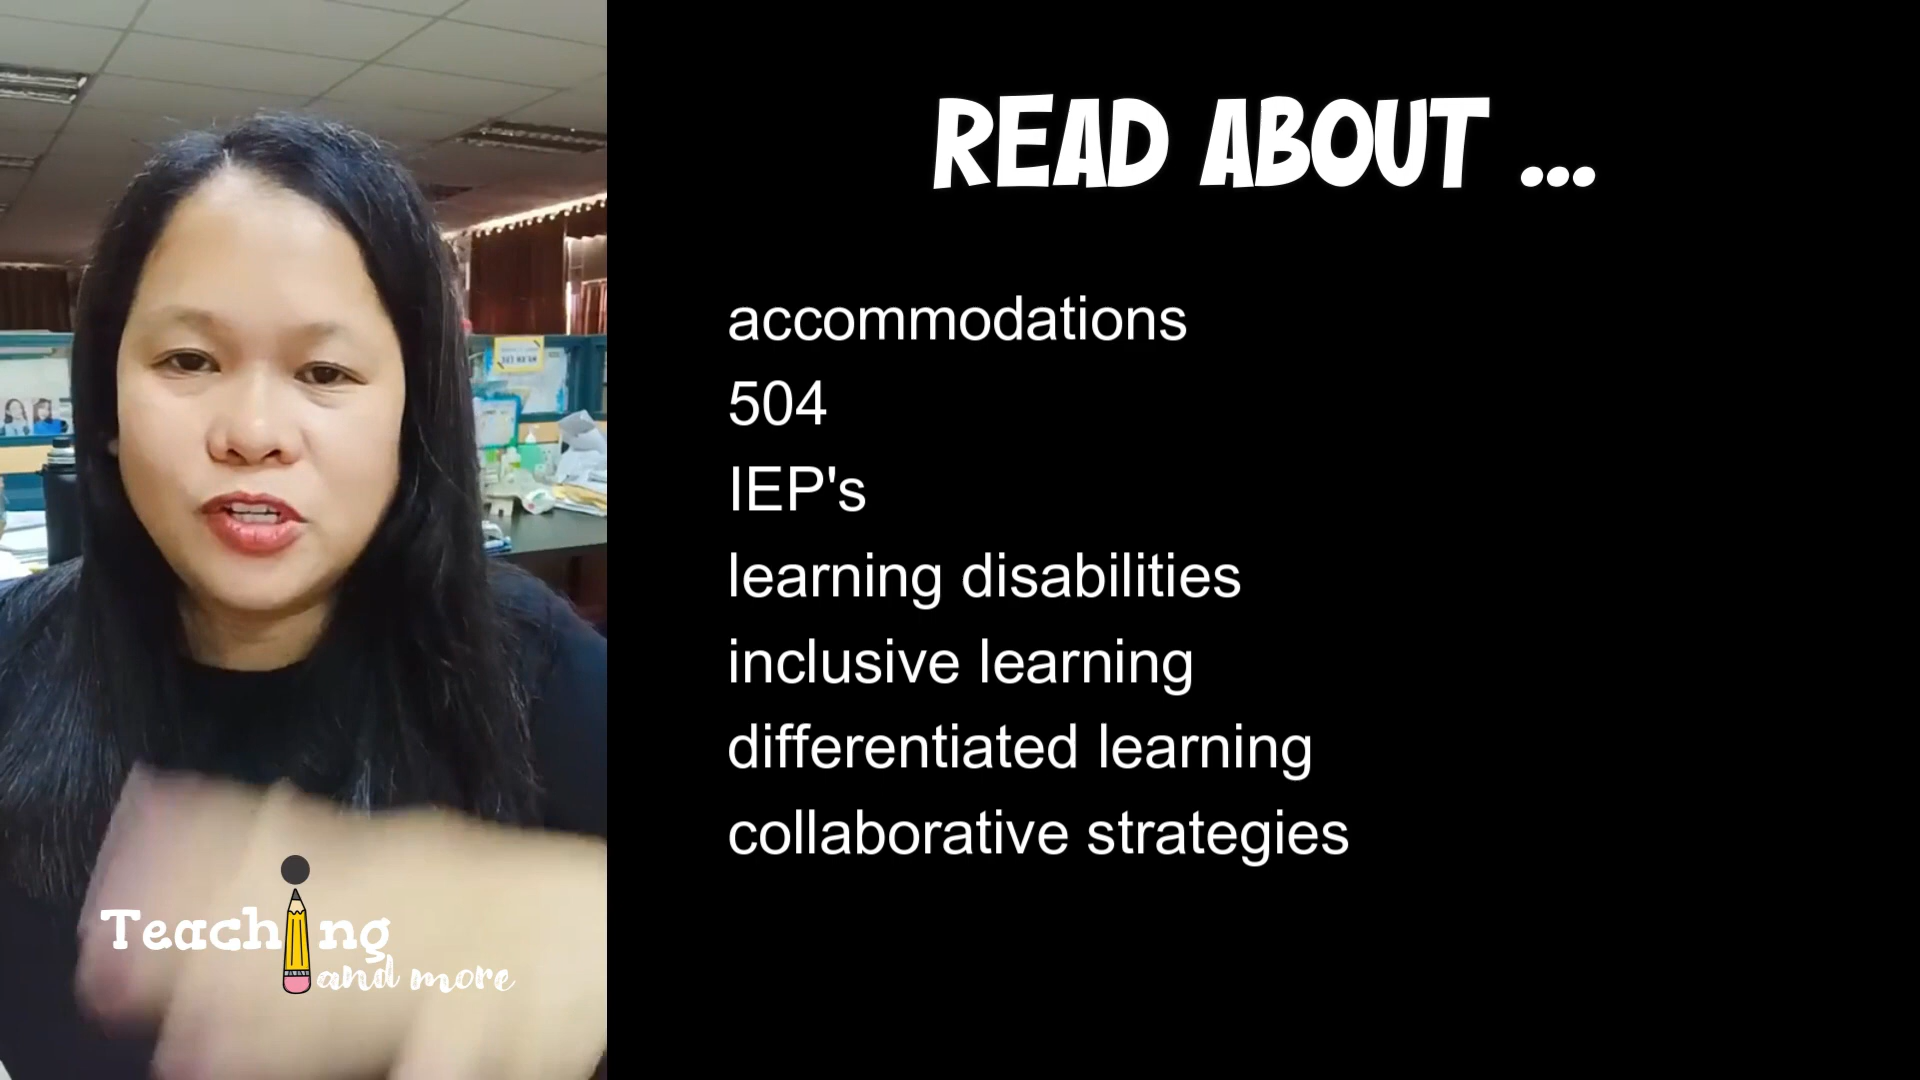 READ ABOUT ...
accommodations
504
IEP's
learning disabilities
inclusive learning
differentiated learning
collaborative strategies
Teaching
and more